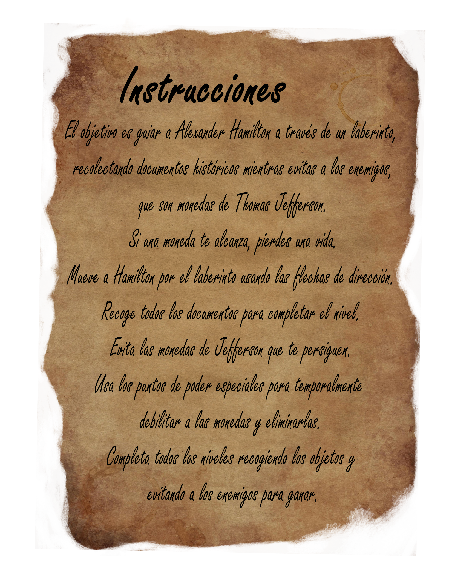 Instrucciones
El objetivo es guiar a Alexander Hamilton a través de un laberinto,
recolectando documentos históricos mientras evitas a los enemigos,
que son monedas de Thomas Jefferson.
Si una moneda te alcanza, pierdes una vida.
Mueve a Hamilton por el laberinto usando las flechas de dirección.
Recoge todos los documentos para completar el nivel.
Evita las monedas de Jefferson que te persiguen.
Usa los puntos de poder especiales para temporalmente
debilitar a las monedas y eliminarlas.
Completa todos los niveles recogiendo los objetos y
evitando a los enemigos para ganar.